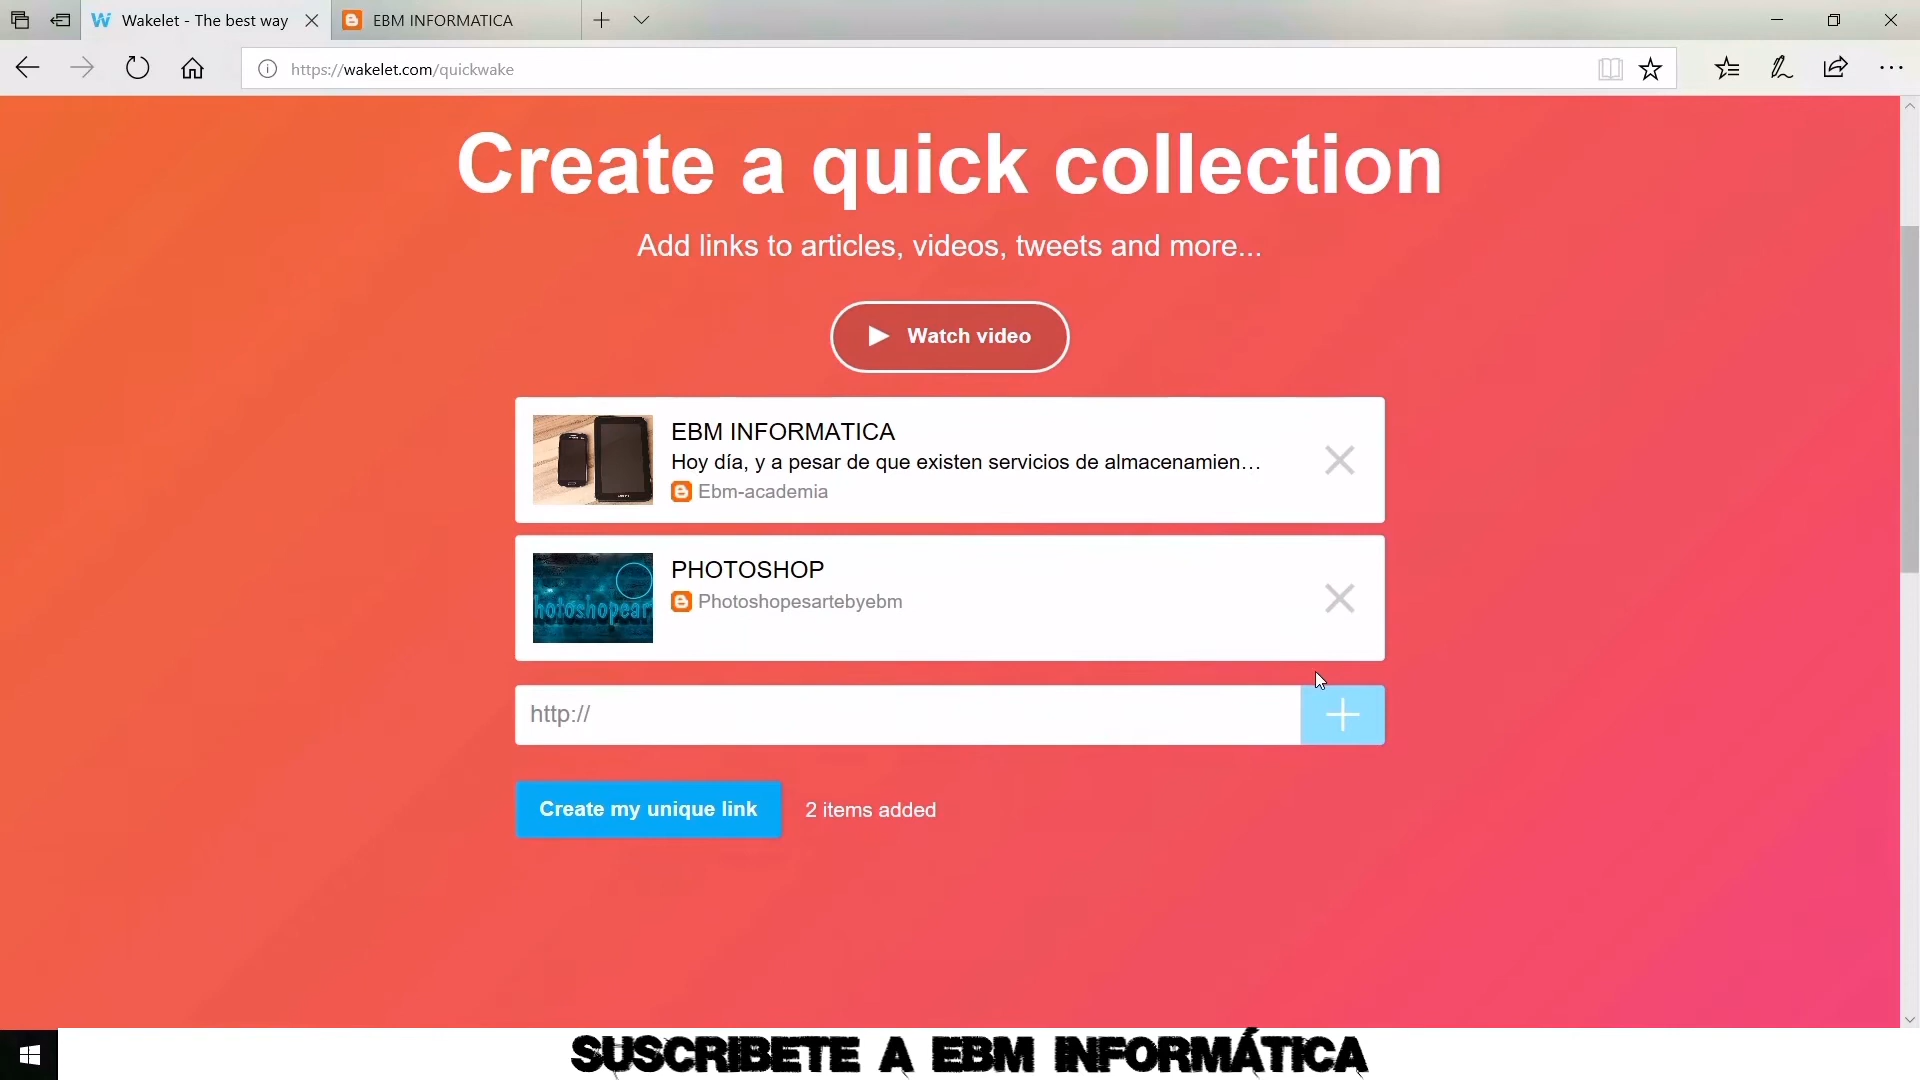 Wakelet - The best way
EBM INFORMATICA
https://wakelet.com/quickwake
Create a quick collection
Add links to articles, videos, tweets and more...
Watch video
EBM INFORMATICA
Hoy día, y a pesar de que existen servicios de almacenamien...
Ebm-academia
PHOTOSHOP
Photoshopesartebyebm
hotoshopear
http://
Create my unique link
2 items added
SUSCRIBETE A EBM INFORMÁTICA